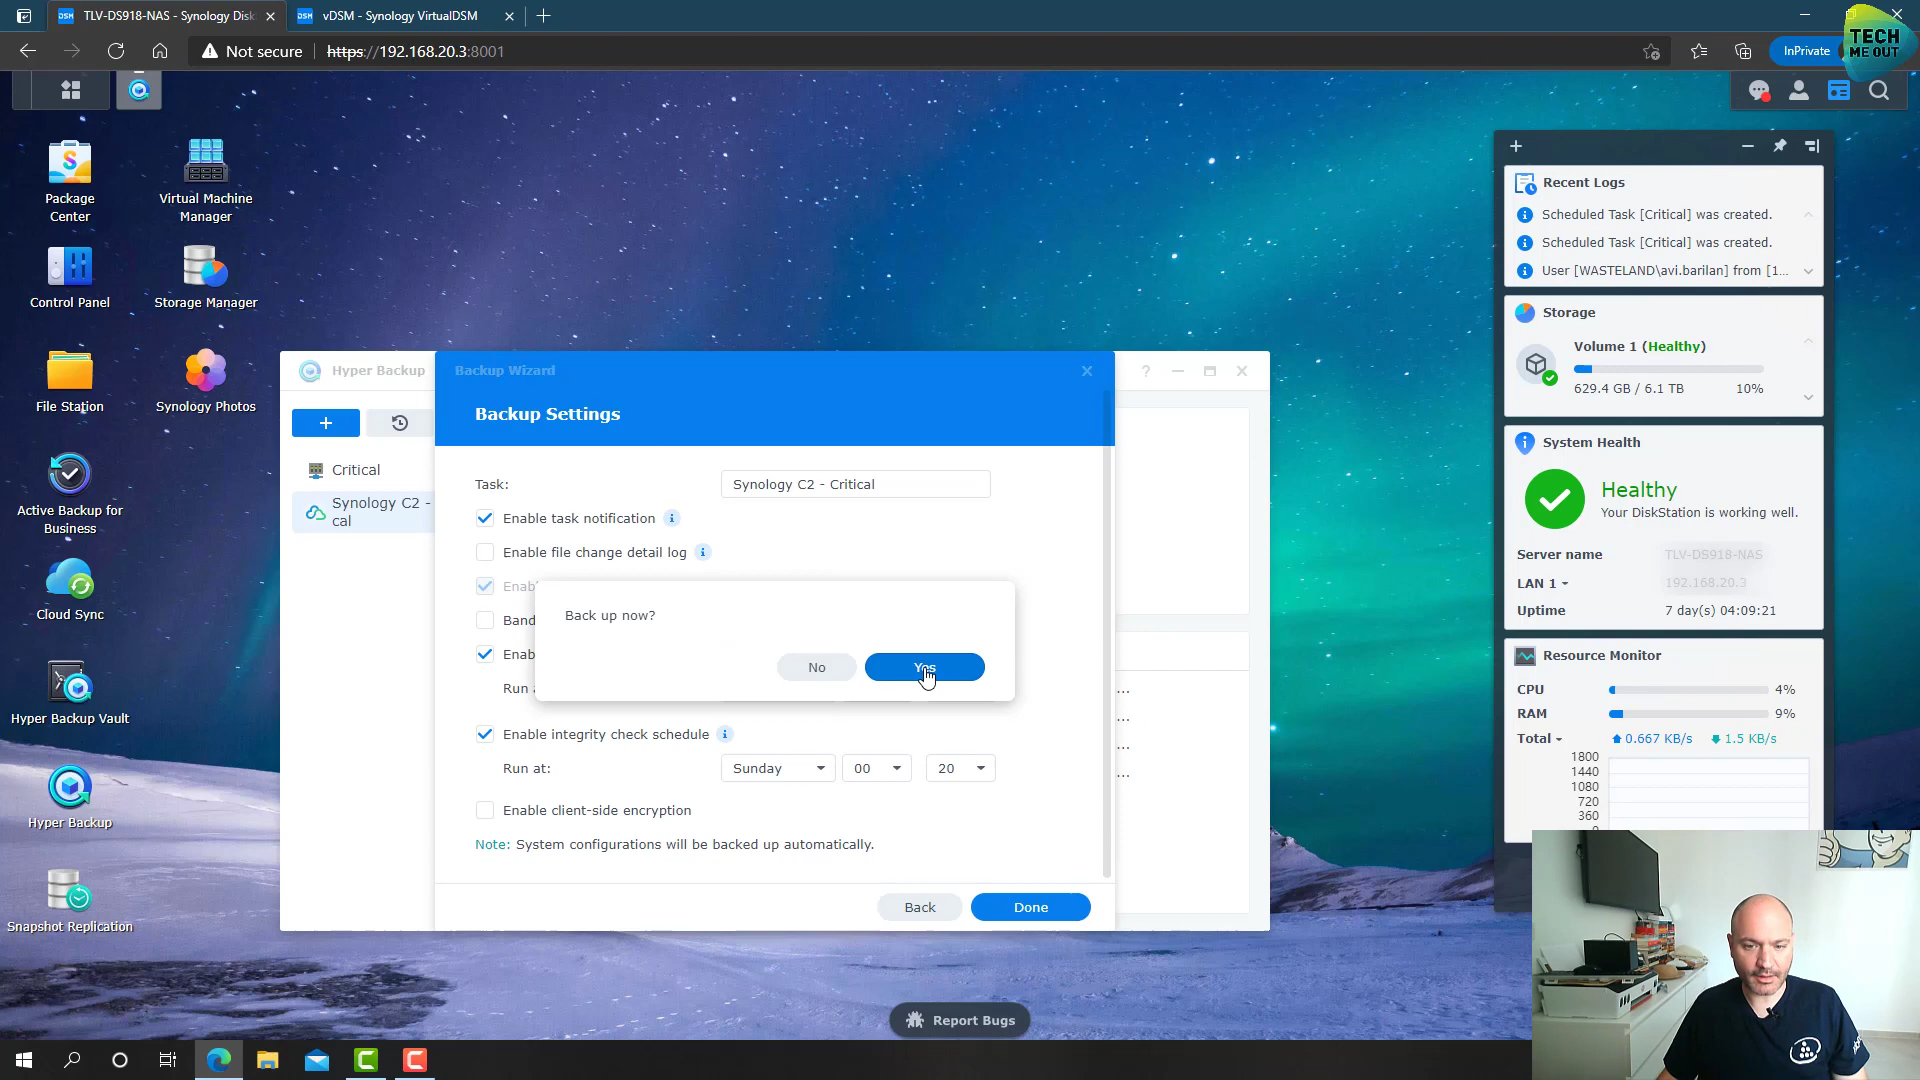 TLV-DS918-NAS - Synology Disk
vDSM - Synology VirtualDSM
Not secure
https://192.168.20.3:8001
InPrivate
TECH
ME OUT
Package
Center
Virtual Machine
Manager
Control Panel
Storage Manager
File Station
Synology Photos
Active Backup for
Business
Cloud Sync
Hyper Backup Vault
Hyper Backup
Snapshot Replication
Hyper Backup
Critical
Synology C2 -
cal
Backup Wizard
Backup Settings
Task:
Synology C2 - Critical
Enable task notification
Enable file change detail log
Enab
Band
Enab
Run
Back up now?
No
Yes
Enable integrity check schedule
Run at:
Sunday
00
20
Enable client-side encryption
Note: System configurations will be backed up automatically.
Back
Done
Recent Logs
Scheduled Task [Critical] was created.
Scheduled Task [Critical] was created.
User [WASTELAND\avi.barilan] from [1...
Storage
Volume 1 (Healthy)
629.4 GB / 6.1 TB
10%
System Health
Healthy
Your DiskStation is working well.
Server name
TLV-DS918-NAS
LAN 1
192.168.20.3
Uptime
7 day(s) 04:09:21
Resource Monitor
CPU
4%
RAM
9%
Total
0.667 KB/s
1.5 KB/s
1800
1440
1080
720
360
0
Report Bugs